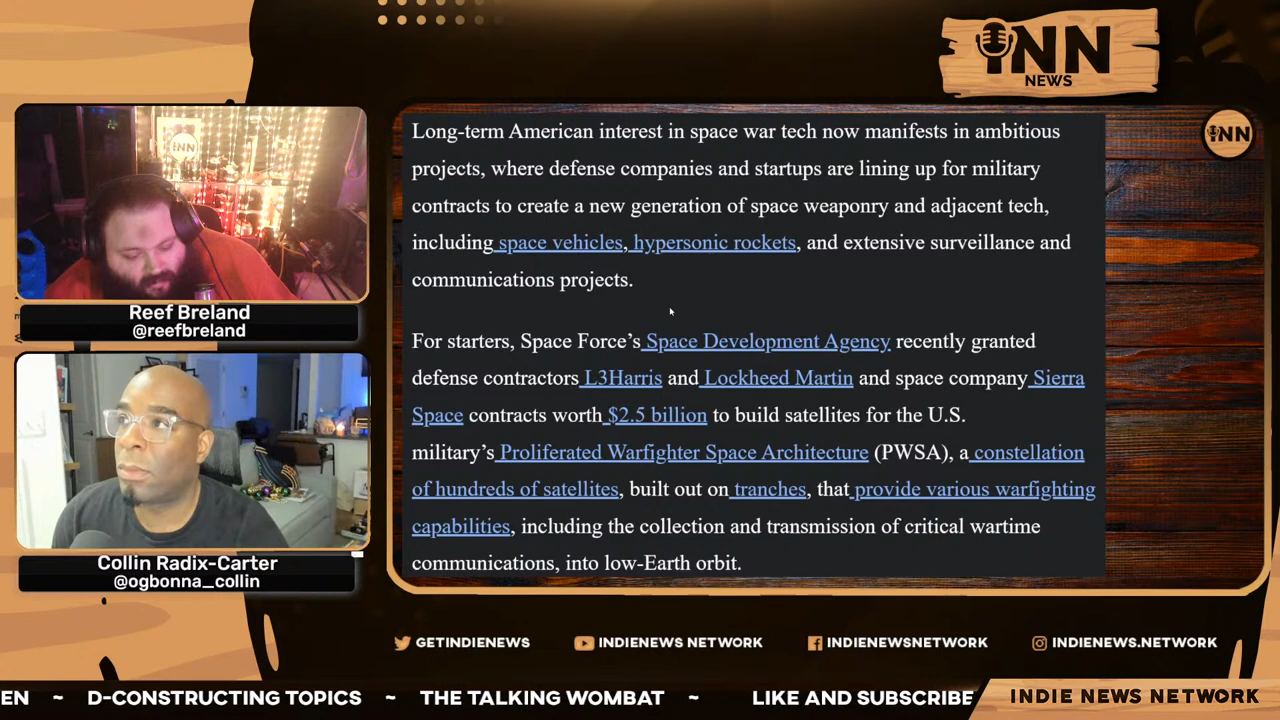 iNN
NEWS
iNN
Long-term American interest in space war tech now manifests in ambitious
projects, where defense companies and startups are lining up for military
contracts to create a new generation of space weaponry and adjacent tech,
including space vehicles, hypersonic rockets, and extensive surveillance and
communications projects.
For starters, Space Force’s Space Development Agency recently granted
defense contractors L3Harris and Lockheed Martin and space company Sierra
Space contracts worth $2.5 billion to build satellites for the U.S.
military’s Proliferated Warfighter Space Architecture (PWSA), a constellation
of hundreds of satellites, built out on tranches, that provide various warfighting
capabilities, including the collection and transmission of critical wartime
communications, into low-Earth orbit.
iNN
Reef Breland
@reefbreland
Collin Radix-Carter
@ogbonna_collin
GETINDIENEWS
INDIENEWS NETWORK
INDIENEWSNETWORK
INDIENEWS.NETWORK
EN ~ D-CONSTRUCTING TOPICS ~ THE TALKING WOMBAT ~ LIKE AND SUBSCRIBE
INDIE NEWS NETWORK